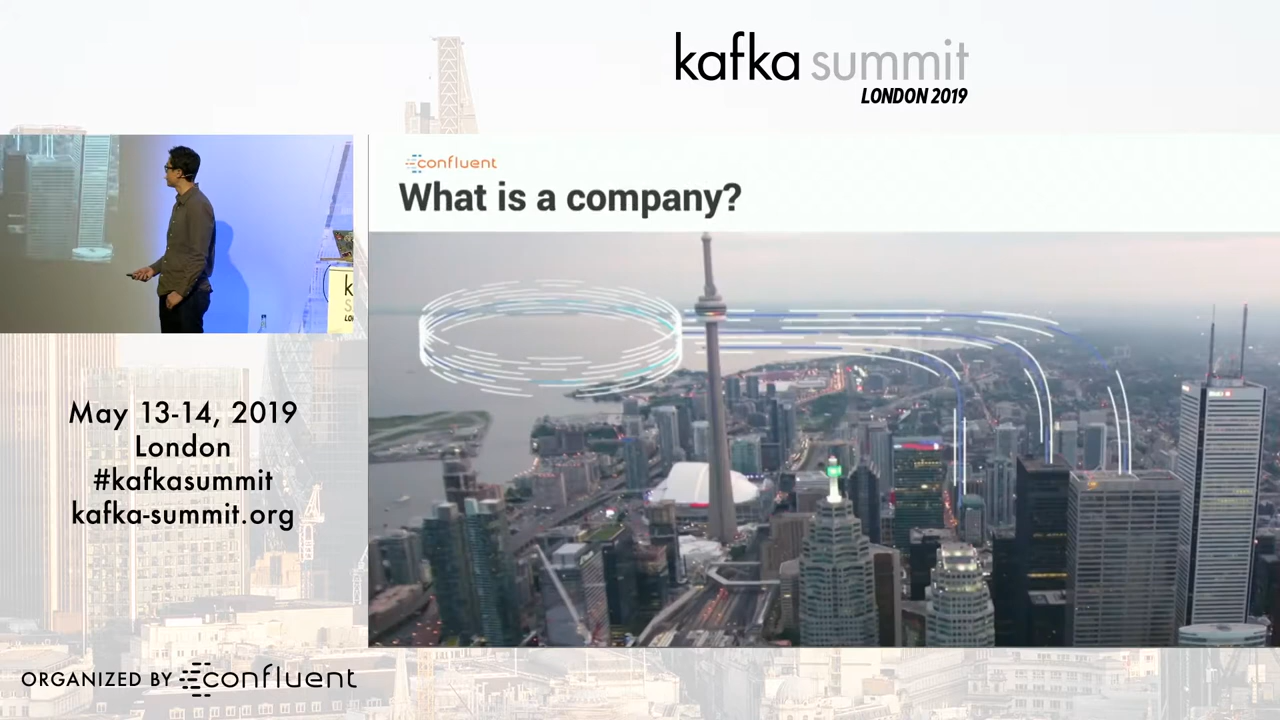 kafka summit
LONDON 2019
confluent
What is a company?
May 13-14, 2019
London
#kafkasummit
kafka-summit.org
ORGANIZED BY confluent